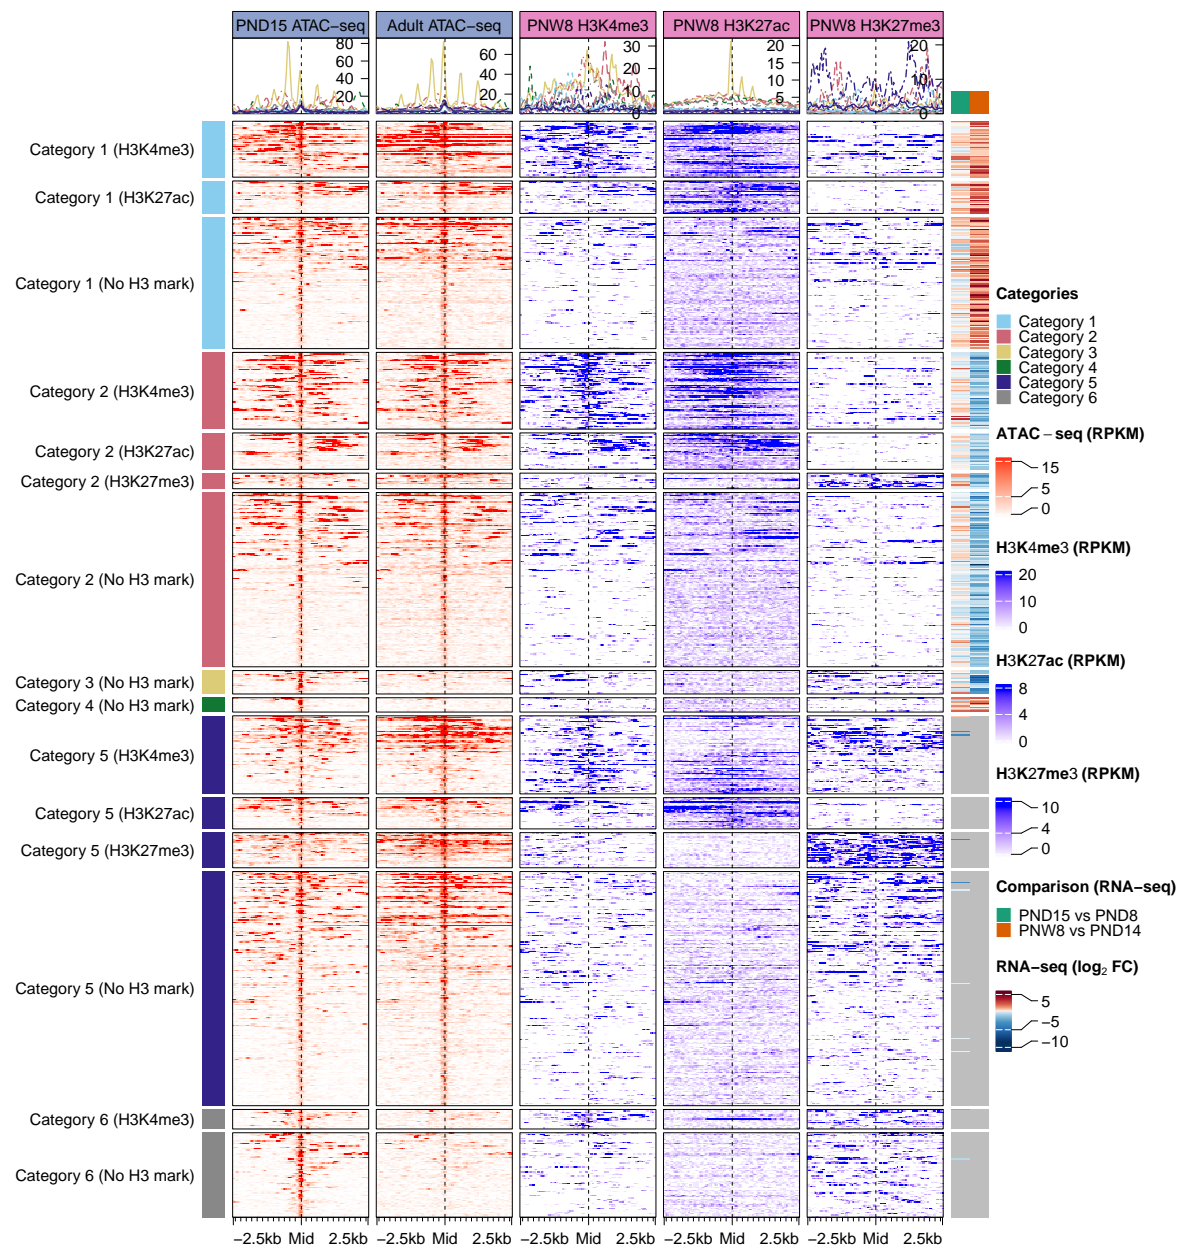 PND15 ATAC−seq
Adult ATAC−seq
PNW8 H3K4me3
PNW8 H3K27ac
PNW8 H3K27me3
80
60
40
20
60
40
20
30
20
10
0
20
15
10
5
0
20
10
0
Category 1 (H3K4me3)
Category 1 (H3K27ac)
Category 1 (No H3 mark)
Category 2 (H3K4me3)
Category 2 (H3K27ac)
Category 2 (H3K27me3)
Category 2 (No H3 mark)
Category 3 (No H3 mark)
Category 4 (No H3 mark)
Category 5 (H3K4me3)
Category 5 (H3K27ac)
Category 5 (H3K27me3)
Category 5 (No H3 mark)
Category 6 (H3K4me3)
Category 6 (No H3 mark)
−2.5kb Mid 2.5kb
−2.5kb Mid 2.5kb
−2.5kb Mid 2.5kb
−2.5kb Mid 2.5kb
−2.5kb Mid 2.5kb
Categories
Category 1
Category 2
Category 3
Category 4
Category 5
Category 6
ATAC−seq (RPKM)
15
5
0
H3K4me3 (RPKM)
20
10
0
H3K27ac (RPKM)
8
4
0
H3K27me3 (RPKM)
10
4
0
Comparison (RNA−seq)
PND15 vs PND8
PNW8 vs PND14
RNA−seq (log₂ FC)
5
−5
−10